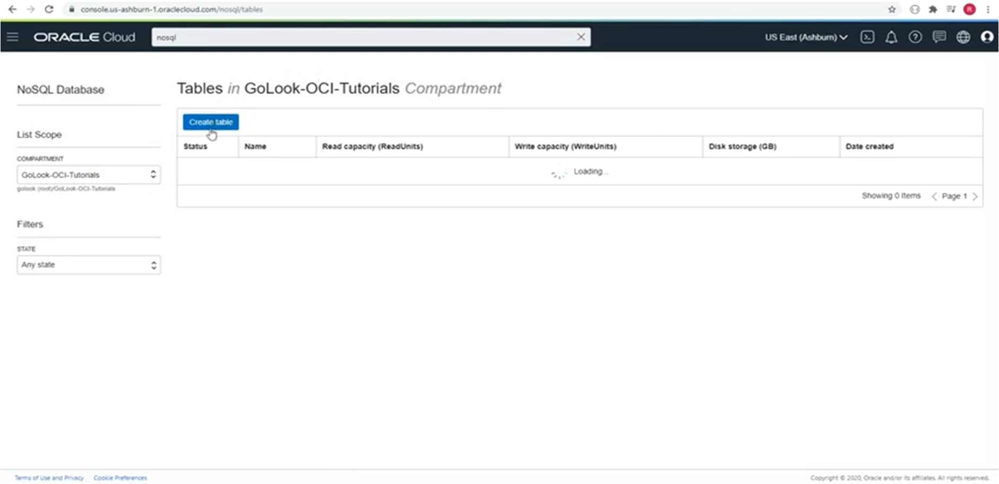 console.us-ashburn-1.oraclecloud.com/nosql/tables
R
ORACLE Cloud
nosql
US East (Ashburn)
NoSQL Database
Tables in GoLook-OCI-Tutorials Compartment
Create table
List Scope
Status Name Read capacity (ReadUnits) Write capacity (WriteUnits) Disk storage (GB) Date created
COMPARTMENT
GoLook-OCI-Tutorials
Loading...
golook (root)/GoLook-OCI-Tutorials
Showing 0 Items < Page 1 >
Filters
STATE
Any state
Terms of Use and Privacy Cookie Preferences
Copyright © 2020, Oracle and/or its affiliates. All rights reserved.